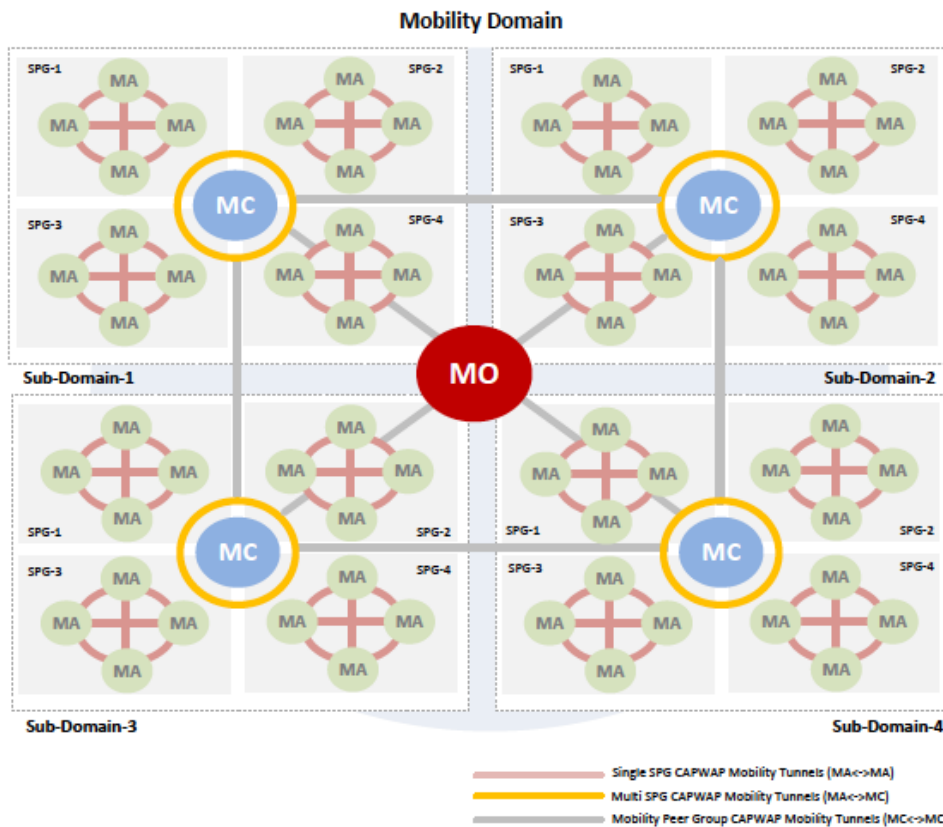 Mobility Domain
SPG-1
MA
MA
MA
MA
SPG-2
MA
MA
MA
MA
SPG-1
MA
MA
MA
MA
SPG-2
MA
MA
MA
MA
MC
MC
SPG-3
MA
MA
MA
MA
SPG-4
MA
MA
MA
MA
SPG-3
MA
MA
MA
MA
SPG-4
MA
MA
MA
MA
Sub-Domain-1
MO
Sub-Domain-2
MA
MA
MA
MA
SPG-1
MA
MA
MA
MA
SPG-2
MA
MA
MA
MA
SPG-1
MA
MA
MA
MA
SPG-2
MC
MC
SPG-3
MA
MA
MA
MA
SPG-4
MA
MA
MA
MA
SPG-3
MA
MA
MA
MA
SPG-4
MA
MA
MA
MA
Sub-Domain-3
Sub-Domain-4
Single SPG CAPWAP Mobility Tunnels (MA<->MA)
Multi SPG CAPWAP Mobility Tunnels (MA<->MC)
Mobility Peer Group CAPWAP Mobility Tunnels (MC<->MC